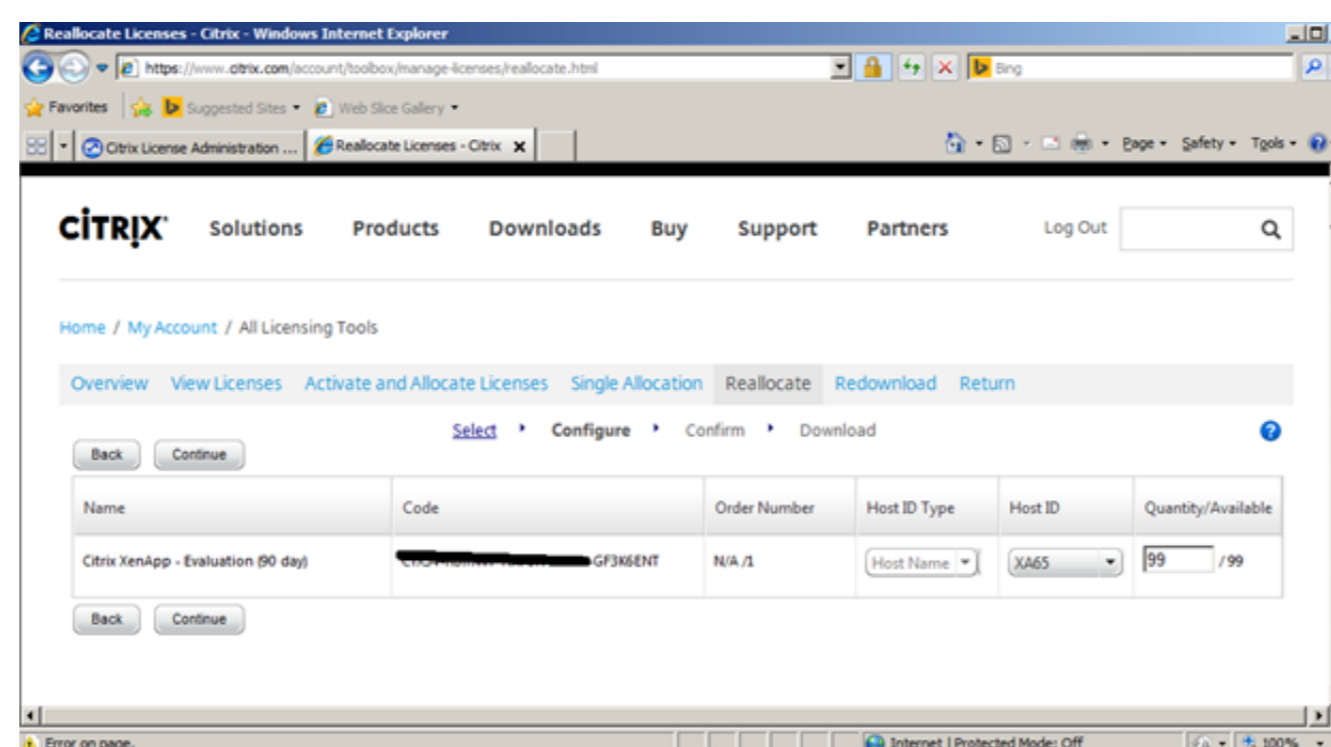 Reallocate Licenses - Citrix - Windows Internet Explorer
https://www.citrix.com/account/toolbox/manage-licenses/reallocate.html Bing
Favorites Suggested Sites Web Slice Gallery
Citrix License Administration ... Reallocate Licenses - Citrix Page Safety Tools
CİTRIX Solutions Products Downloads Buy Support Partners Log Out
Home / My Account / All Licensing Tools
Overview View Licenses Activate and Allocate Licenses Single Allocation Reallocate Redownload Return
Select Configure Confirm Download
Back Continue
Name Code Order Number Host ID Type Host ID Quantity/Available
Citrix XenApp - Evaluation (90 day) -GF3K6ENT N/A /1 Host Name XA65 99 / 99
Back Continue
Error on page. Internet | Protected Mode: Off 100%